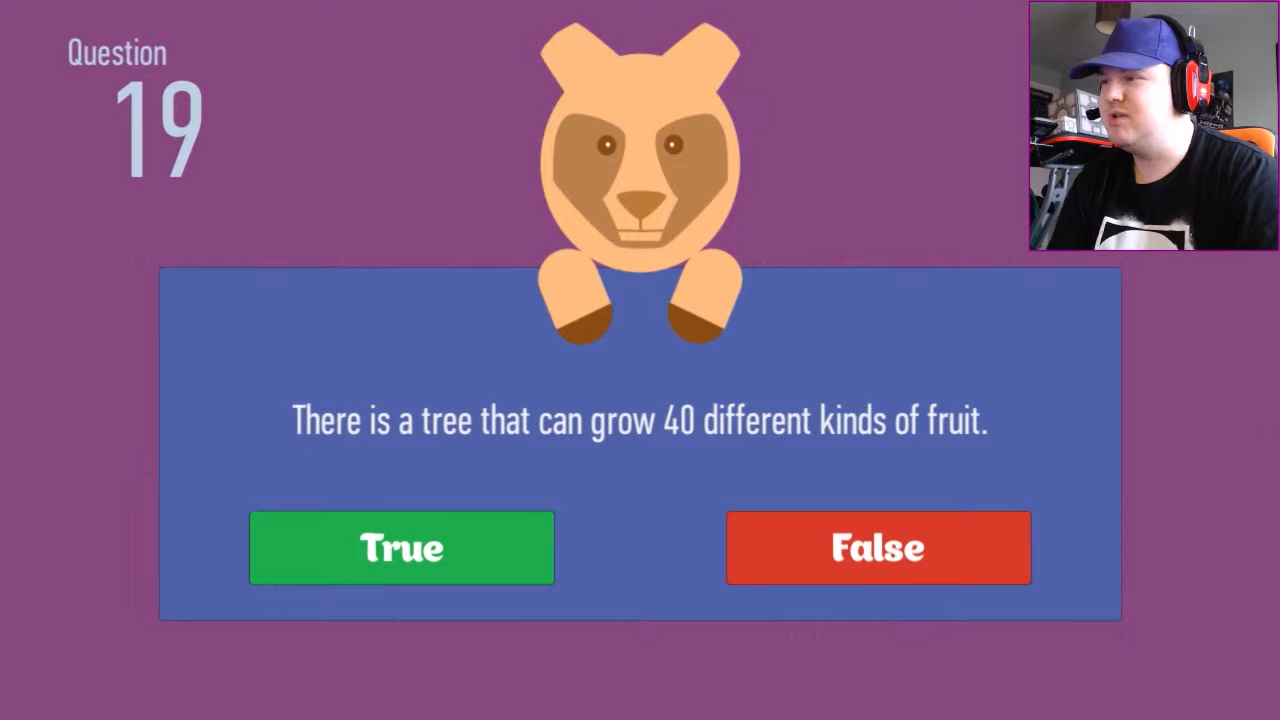 Question
19
There is a tree that can grow 40 different kinds of fruit.
True
False